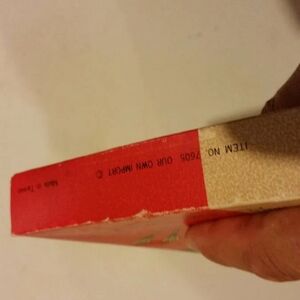 ITEM NO. 7605 OUR OWN IMPORT ©
Made in Taiwan